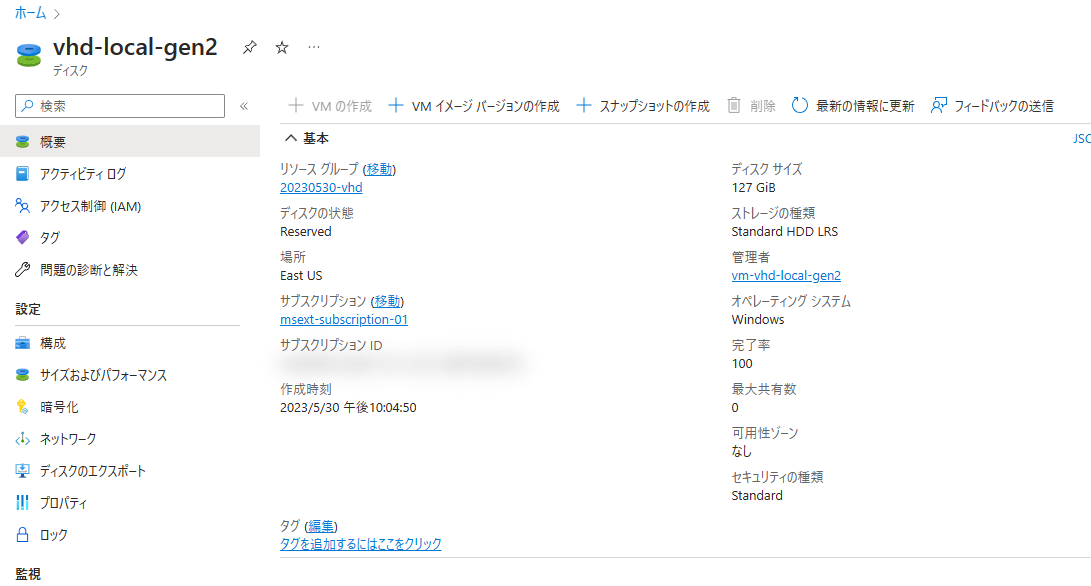 ホーム
vhd-local-gen2
ディスク
検索
VM の作成
VM イメージ バージョンの作成
スナップショットの作成
削除
最新の情報に更新
フィードバックの送信
概要
アクティビティ ログ
アクセス制御 (IAM)
タグ
問題の診断と解決
設定
構成
サイズおよびパフォーマンス
暗号化
ネットワーク
ディスクのエクスポート
プロパティ
ロック
監視
基本
JSO
リソース グループ (移動)
20230530-vhd
ディスクの状態
Reserved
場所
East US
サブスクリプション (移動)
msext-subscription-01
サブスクリプション ID
作成時刻
2023/5/30 午後10:04:50
ディスク サイズ
127 GiB
ストレージの種類
Standard HDD LRS
管理者
vm-vhd-local-gen2
オペレーティング システム
Windows
完了率
100
最大共有数
0
可用性ゾーン
なし
セキュリティの種類
Standard
タグ (編集)
タグを追加するにはここをクリック